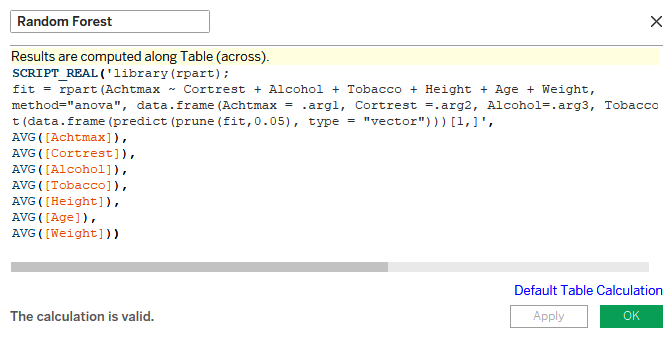 Random Forest
Results are computed along Table (across).
SCRIPT_REAL('library(rpart);
fit = rpart(Achtmax ~ Cortrest + Alcohol + Tobacco + Height + Age + Weight,
method="anova", data.frame(Achtmax = .arg1, Cortrest =.arg2, Alcohol=.arg3, Tobacco
t(data.frame(predict(prune(fit,0.05), type = "vector")))[1,]',
AVG([Achtmax]),
AVG([Cortrest]),
AVG([Alcohol]),
AVG([Tobacco]),
AVG([Height]),
AVG([Age]),
AVG([Weight]))
Default Table Calculation
The calculation is valid.
Apply
OK